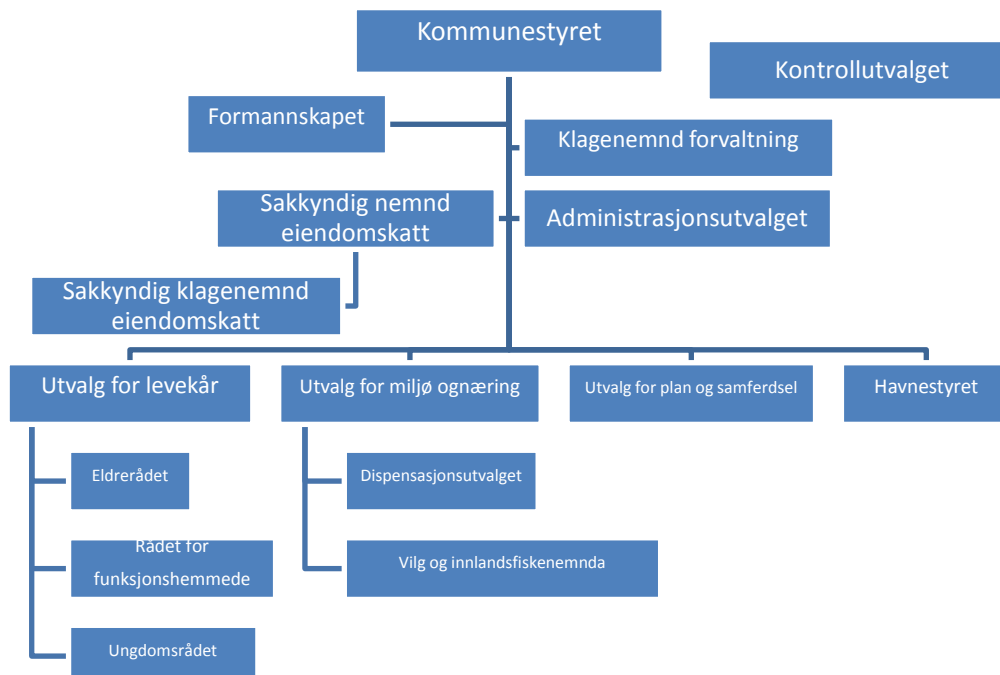 Kommunestyret
Kontrollutvalget
Formannskapet
Klagenemnd forvaltning
Sakkyndig nemnd
eiendomskatt
Administrasjonsutvalget
Sakkyndig klagenemnd
eiendomskatt
Utvalg for levekår
Utvalg for miljø ognæring
Utvalg for plan og samferdsel
Havnestyret
Eldrerådet
Dispensasjonsutvalget
Rådet for
funksjonshemmede
Vilg og innlandsfiskenemnda
Ungdomsrådet